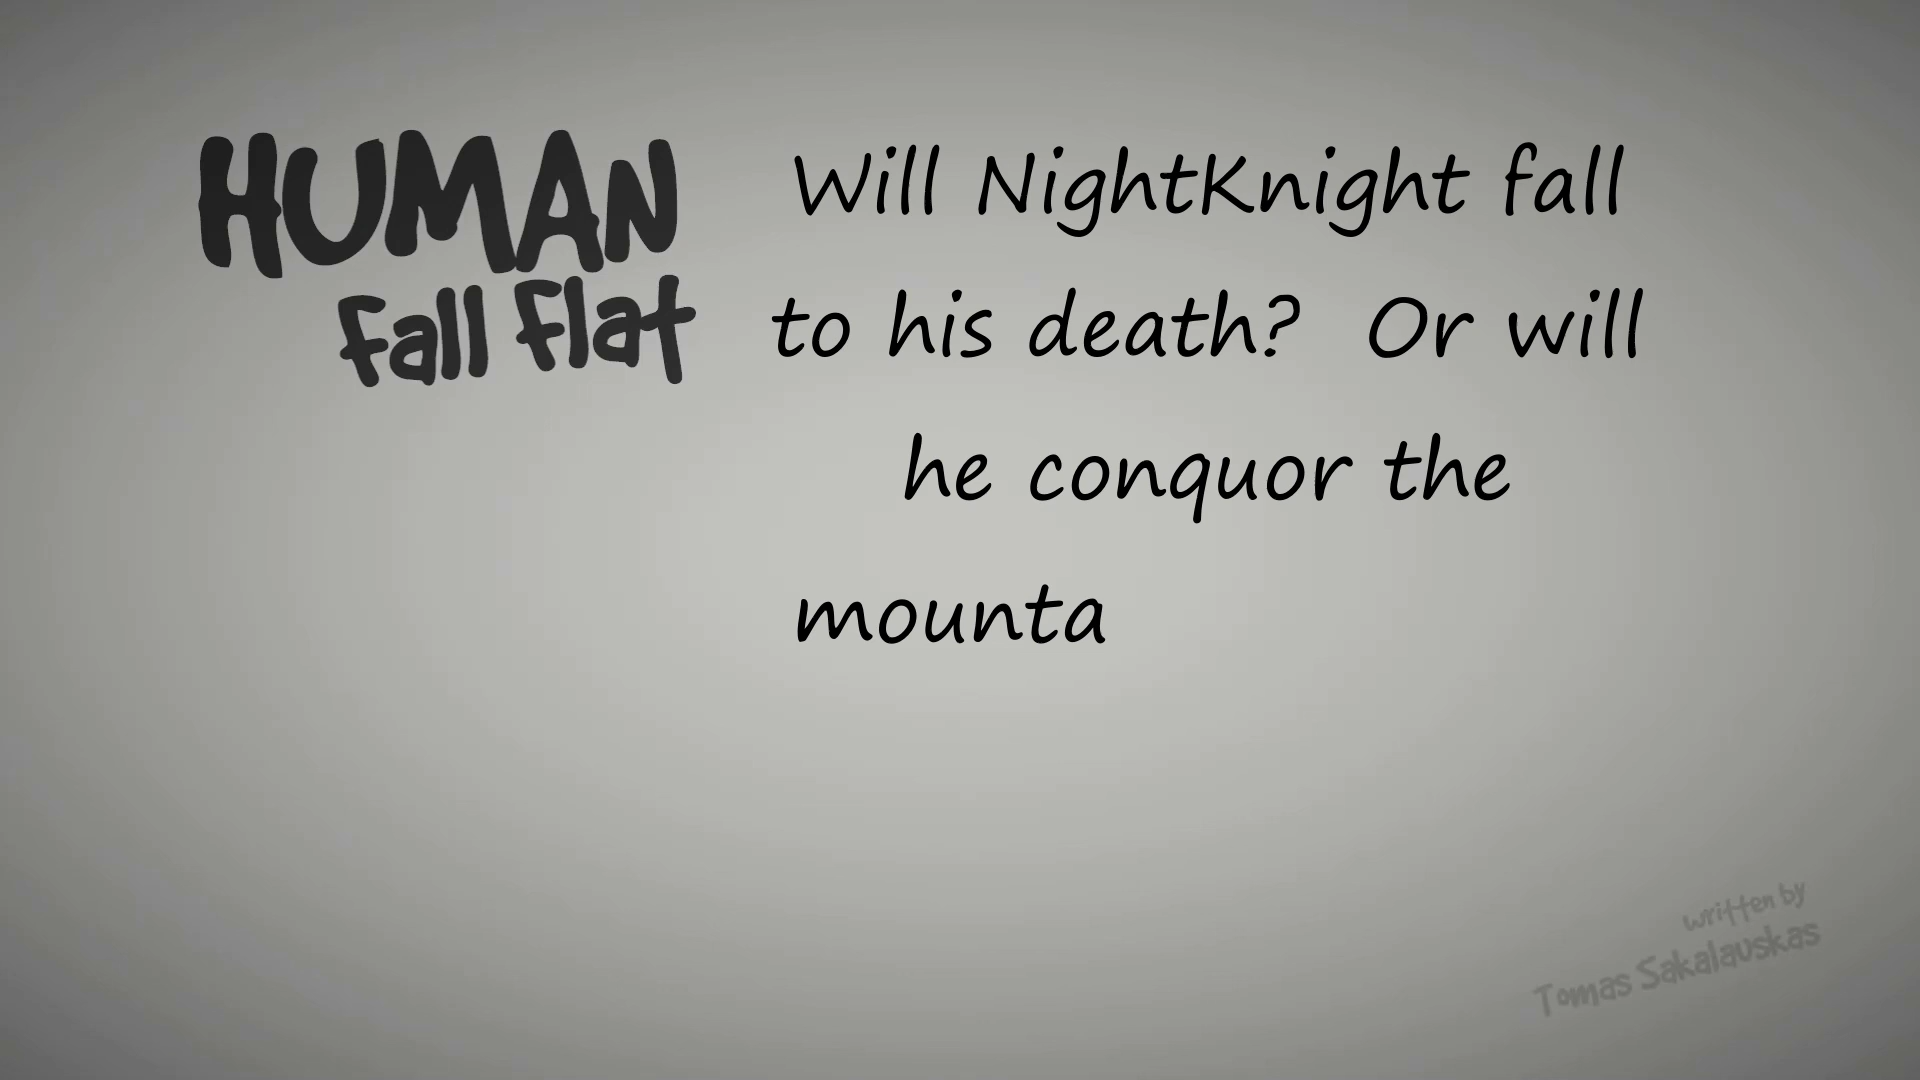 HUMAN
fall flat
Will NightKnight fall
to his death? Or will
he conquor the
mounta
written by
Tomas Sakalauskas